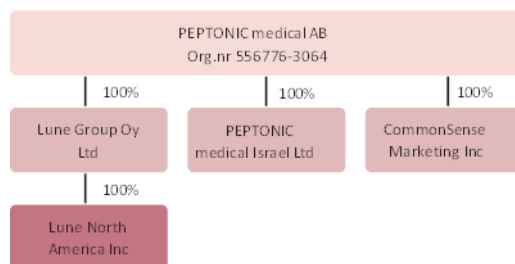 PEPTONIC medical AB
Org.nr 556776-3064
100%
100%
100%
Lune Group Oy
Ltd
PEPTONIC
medical Israel Ltd
CommonSense
Marketing Inc
100%
Lune North
America Inc